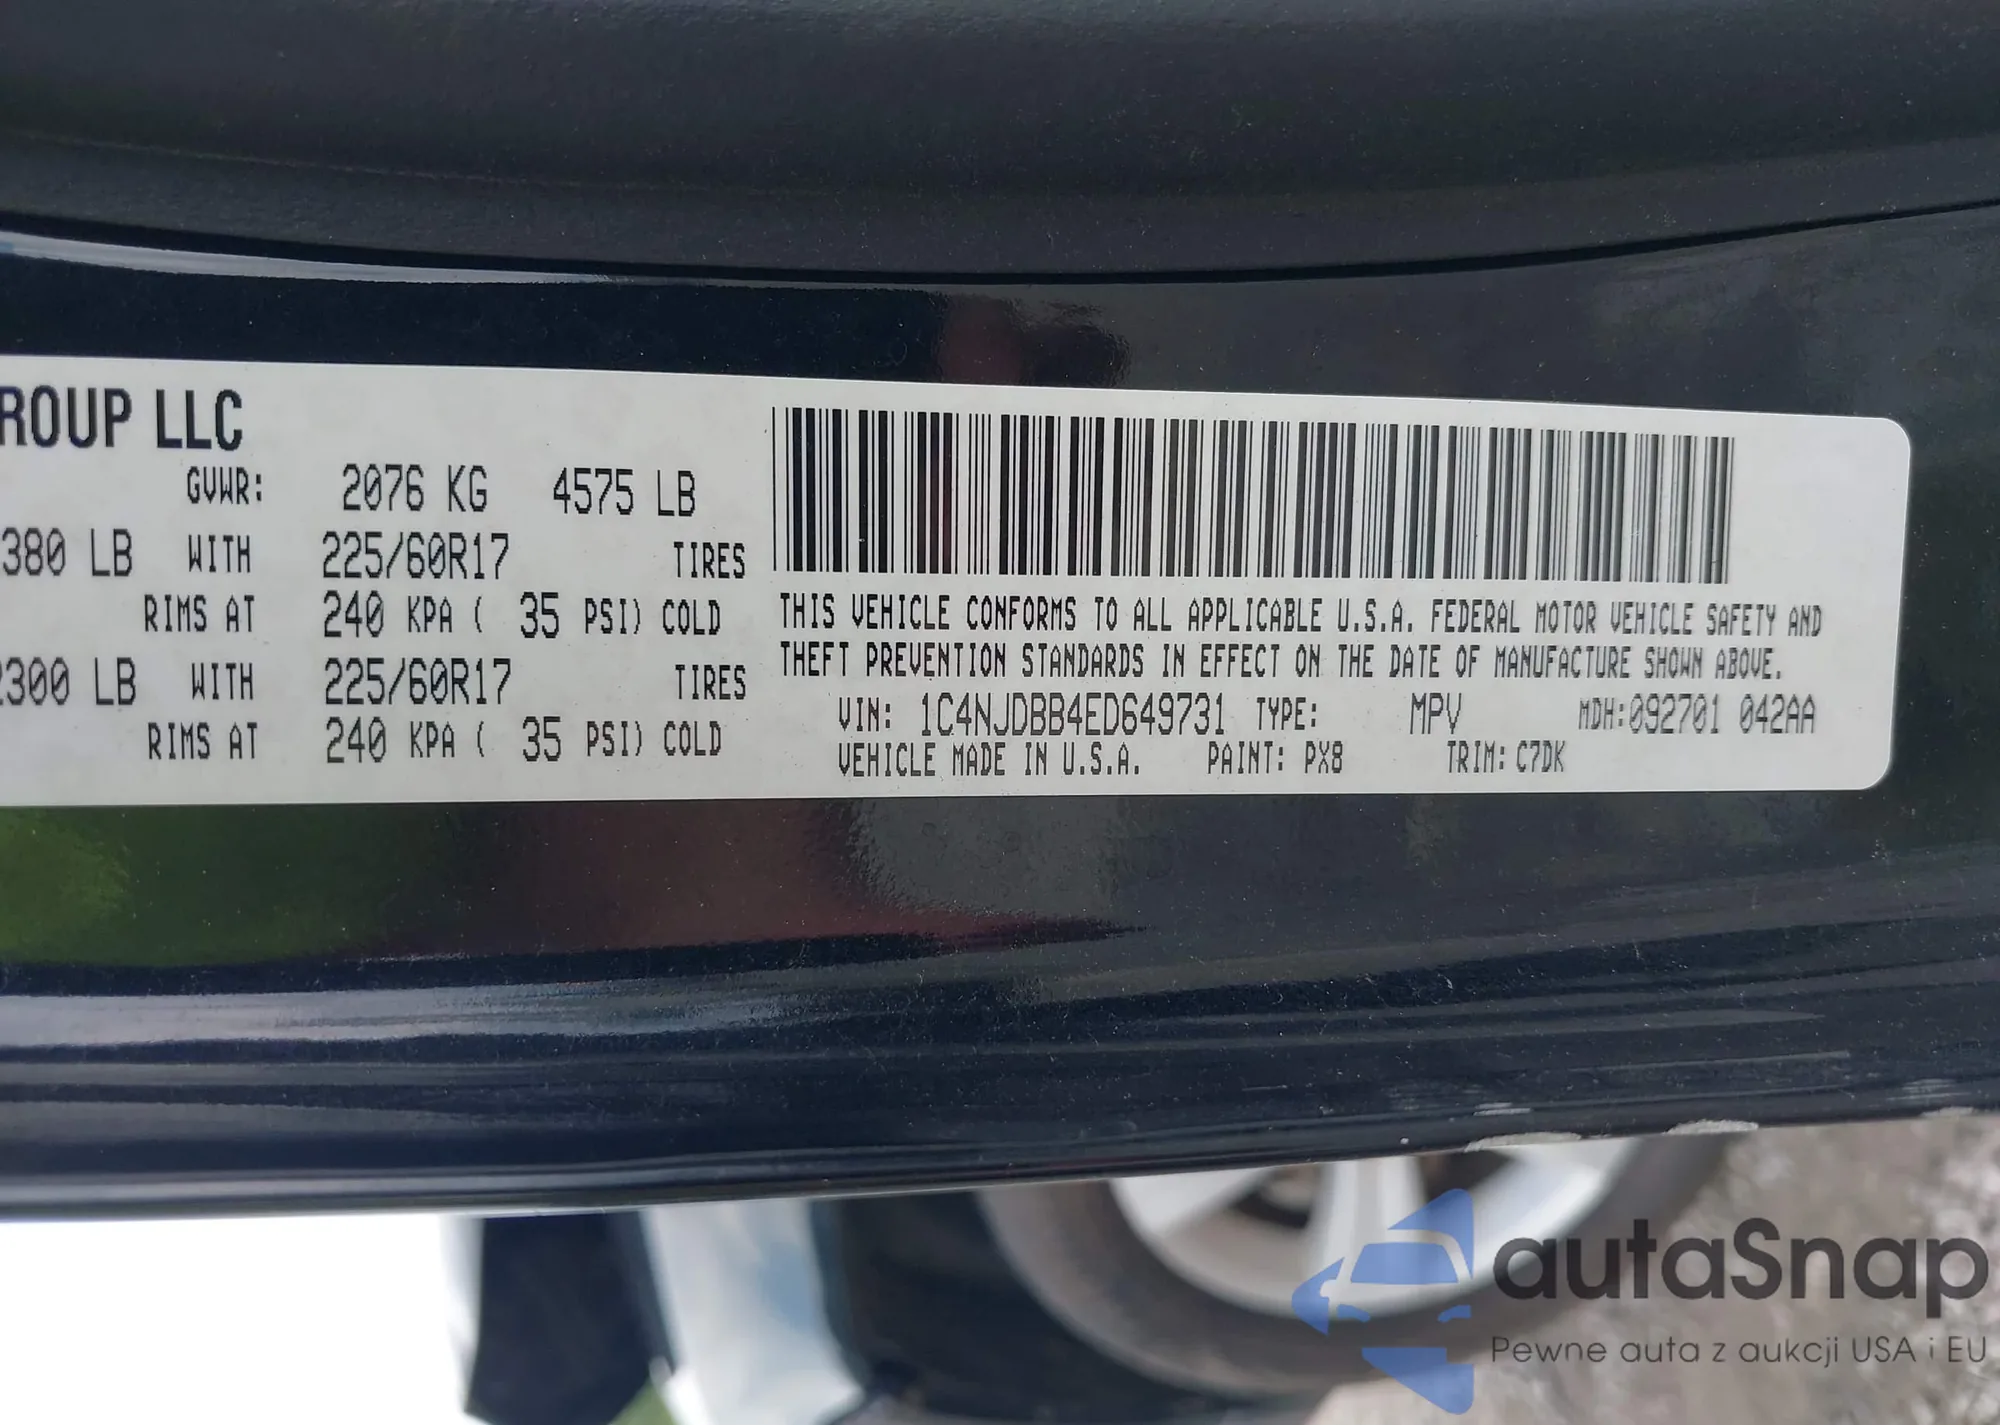 ROUP LLC
GVWR: 2076 KG 4575 LB
380 LB WITH 225/60R17 TIRES
RIMS AT 240 KPA ( 35 PSI) COLD
2300 LB WITH 225/60R17 TIRES
RIMS AT 240 KPA ( 35 PSI) COLD
THIS VEHICLE CONFORMS TO ALL APPLICABLE U.S.A. FEDERAL MOTOR VEHICLE SAFETY AND
THEFT PREVENTION STANDARDS IN EFFECT ON THE DATE OF MANUFACTURE SHOWN ABOVE.
VIN: 1C4NJDBB4ED649731 TYPE: MPV MDH:092701 042AA
VEHICLE MADE IN U.S.A. PAINT: PX8 TRIM: C7DK
autaSnap
Pewne auta z aukcji USA i EU